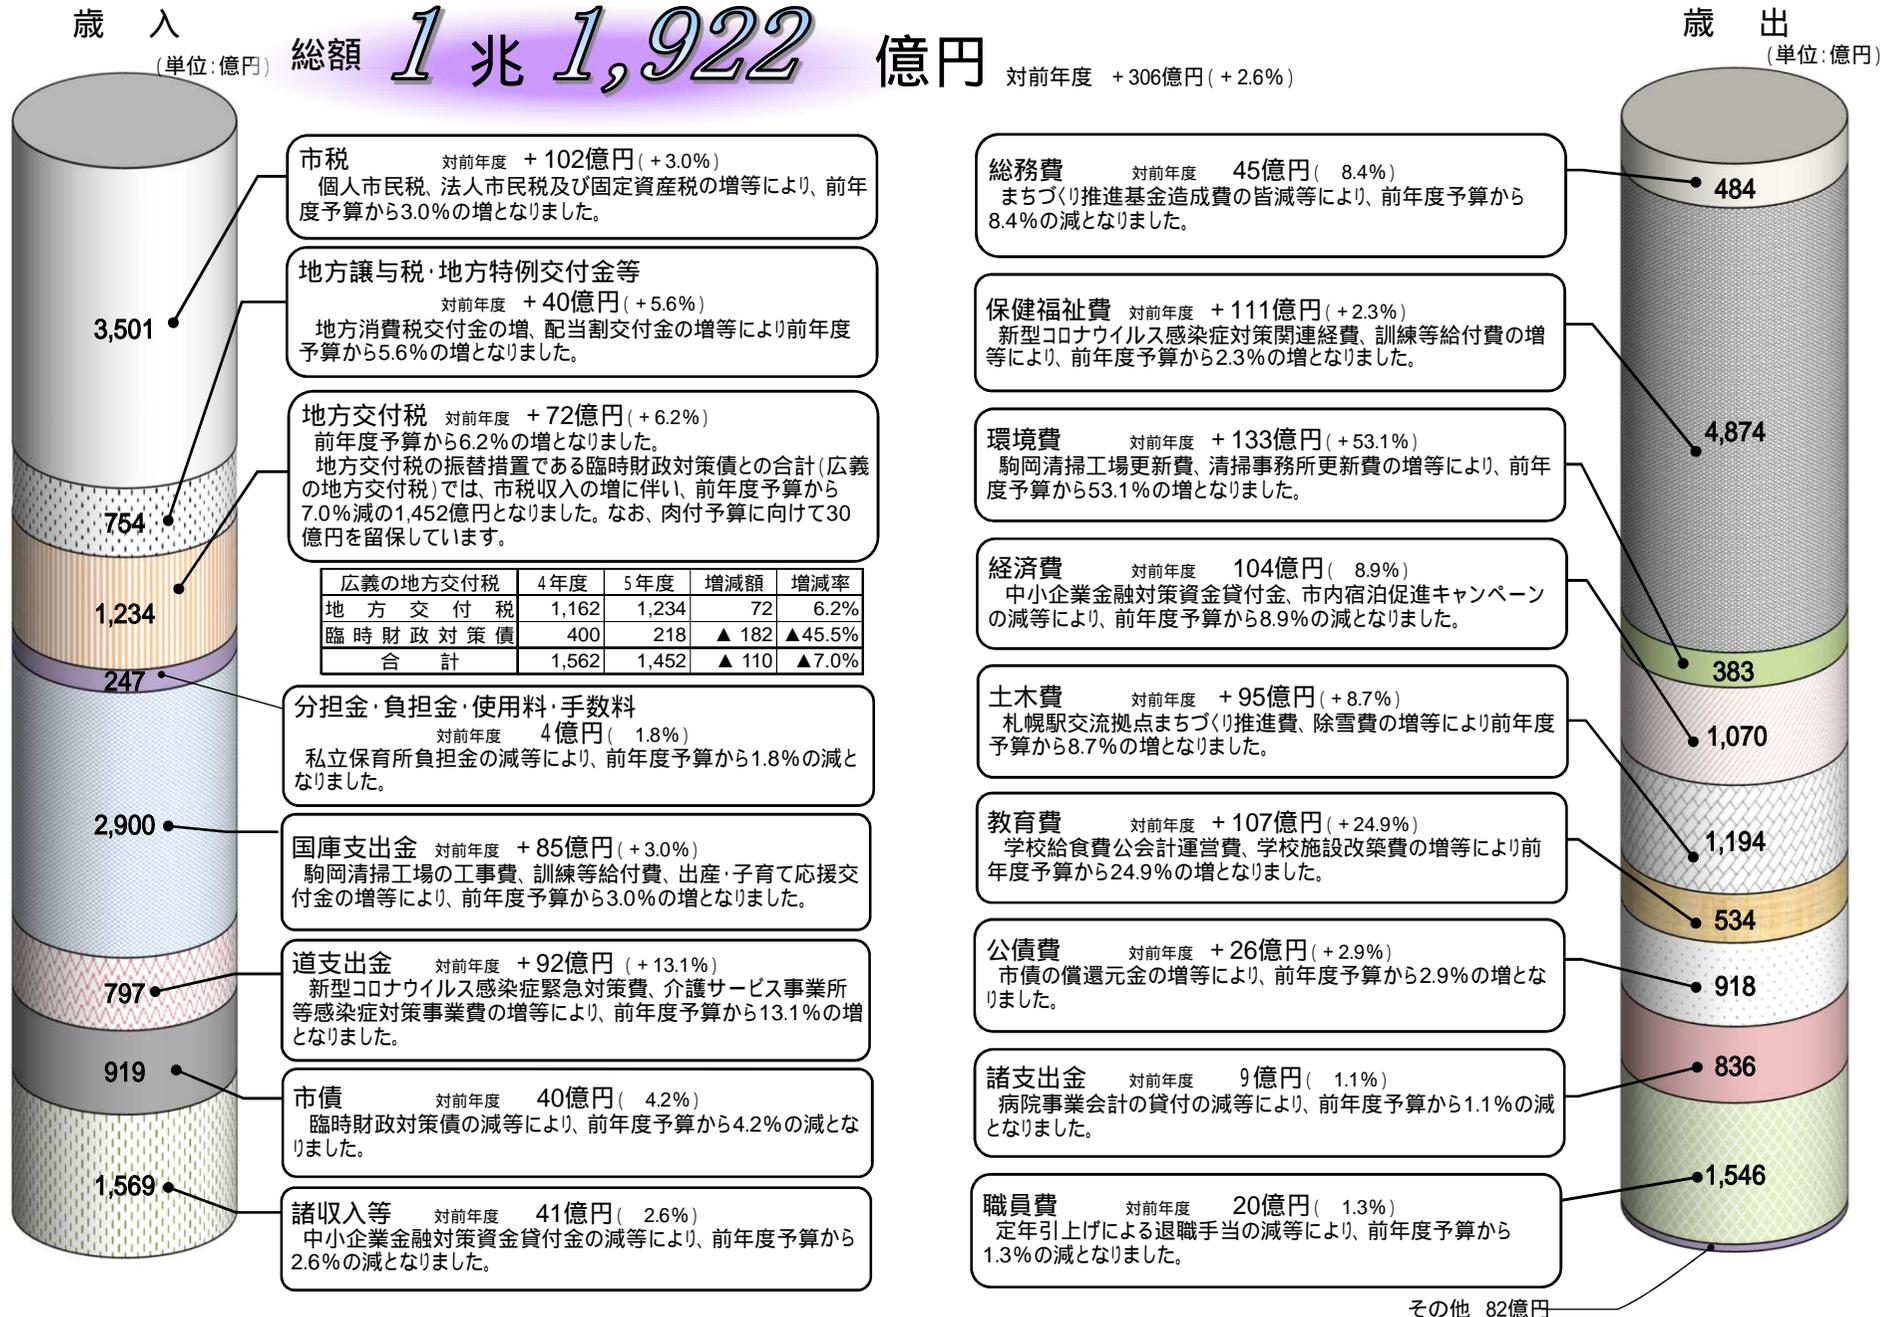 歳　入
(単位:億円)
総額 1 兆 1,922 億円 対前年度 +306億円(+2.6%)
歳　出
(単位:億円)
3,501
754
1,234
247
2,900
797
919
1,569
市税 対前年度 +102億円(+3.0%)
個人市民税、法人市民税及び固定資産税の増等により、前年
度予算から3.0%の増となりました。
地方譲与税・地方特例交付金等
対前年度 +40億円(+5.6%)
地方消費税交付金の増、配当割交付金の増等により前年度
予算から5.6%の増となりました。
地方交付税 対前年度 +72億円(+6.2%)
前年度予算から6.2%の増となりました。
地方交付税の振替措置である臨時財政対策債との合計(広義
の地方交付税)では、市税収入の増に伴い、前年度予算から
7.0%減の1,452億円となりました。なお、肉付予算に向けて30
億円を留保しています。
広義の地方交付税 4年度 5年度 増減額 増減率
地方交付税 1,162 1,234 72 6.2%
臨時財政対策債 400 218 ▲ 182 ▲45.5%
合　計 1,562 1,452 ▲ 110 ▲7.0%
分担金・負担金・使用料・手数料
対前年度 4億円( 1.8%)
私立保育所負担金の減等により、前年度予算から1.8%の減と
なりました。
国庫支出金 対前年度 +85億円(+3.0%)
駒岡清掃工場の工事費、訓練等給付費、出産・子育て応援交
付金の増等により、前年度予算から3.0%の増となりました。
道支出金 対前年度 +92億円 (+13.1%)
新型コロナウイルス感染症緊急対策費、介護サービス事業所
等感染症対策事業費の増等により、前年度予算から13.1%の増
となりました。
市債 対前年度 40億円( 4.2%)
臨時財政対策債の減等により、前年度予算から4.2%の減とな
りました。
諸収入等 対前年度 41億円( 2.6%)
中小企業金融対策資金貸付金の減等により、前年度予算から
2.6%の減となりました。
総務費 対前年度 45億円( 8.4%)
まちづくり推進基金造成費の皆減等により、前年度予算から
8.4%の減となりました。
保健福祉費 対前年度 +111億円(+2.3%)
新型コロナウイルス感染症対策関連経費、訓練等給付費の増
等により、前年度予算から2.3%の増となりました。
環境費 対前年度 +133億円(+53.1%)
駒岡清掃工場更新費、清掃事務所更新費の増等により、前年
度予算から53.1%の増となりました。
経済費 対前年度 104億円( 8.9%)
中小企業金融対策資金貸付金、市内宿泊促進キャンペーン
の減等により、前年度予算から8.9%の減となりました。
土木費 対前年度 +95億円(+8.7%)
札幌駅交流拠点まちづくり推進費、除雪費の増等により前年度
予算から8.7%の増となりました。
教育費 対前年度 +107億円(+24.9%)
学校給食費公会計運営費、学校施設改築費の増等により前
年度予算から24.9%の増となりました。
公債費 対前年度 +26億円(+2.9%)
市債の償還元金の増等により、前年度予算から2.9%の増とな
りました。
諸支出金 対前年度 9億円( 1.1%)
病院事業会計の貸付の減等により、前年度予算から1.1%の減
となりました。
職員費 対前年度 20億円( 1.3%)
定年引上げによる退職手当の減等により、前年度予算から
1.3%の減となりました。
484
4,874
383
1,070
1,194
534
918
836
1,546
その他 82億円